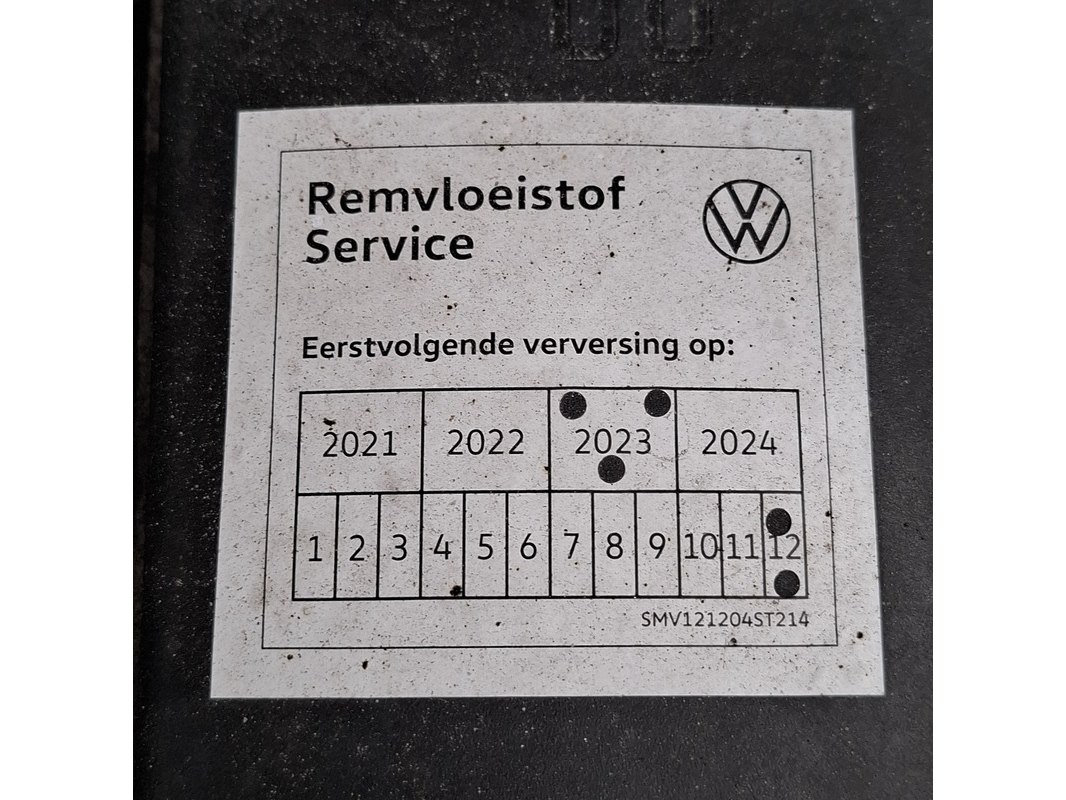 Remvloeistof
Service
Eerstvolgende verversing op:
2021 2022 2023 2024
1 2 3 4 5 6 7 8 9 10 11 12
SMV121204ST214